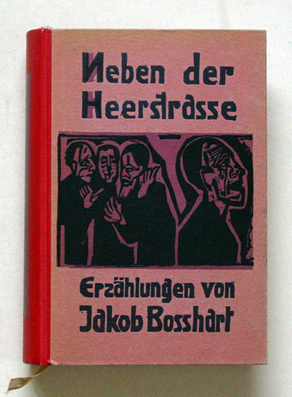 Neben der
Heerstrasse
Erzählungen von
Jakob Bosshart